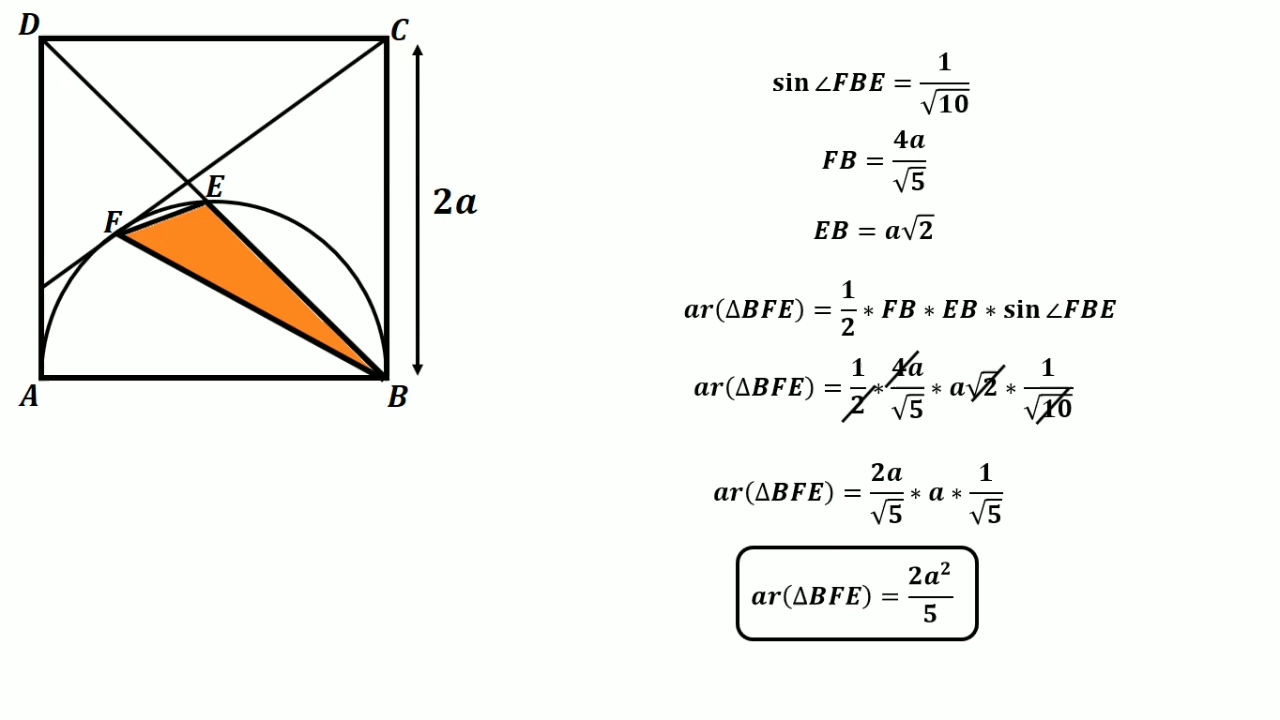 D
C
sin ∠FBE = 1/√10
FB = 4a/√5
E
2a
F
EB = a√2
ar(ΔBFE) = 1/2 * FB * EB * sin ∠FBE
A
B
ar(ΔBFE) = 1/2 * 4a/√5 * a√2 * 1/√10
ar(ΔBFE) = 2a/√5 * a * 1/√5
ar(ΔBFE) = 2a²/5